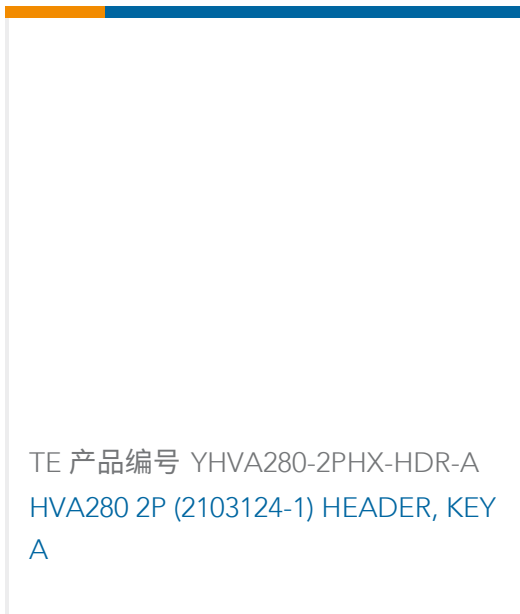 TE 产品编号 YHVA280-2PHX-HDR-A
HVA280 2P (2103124-1) HEADER, KEY
A